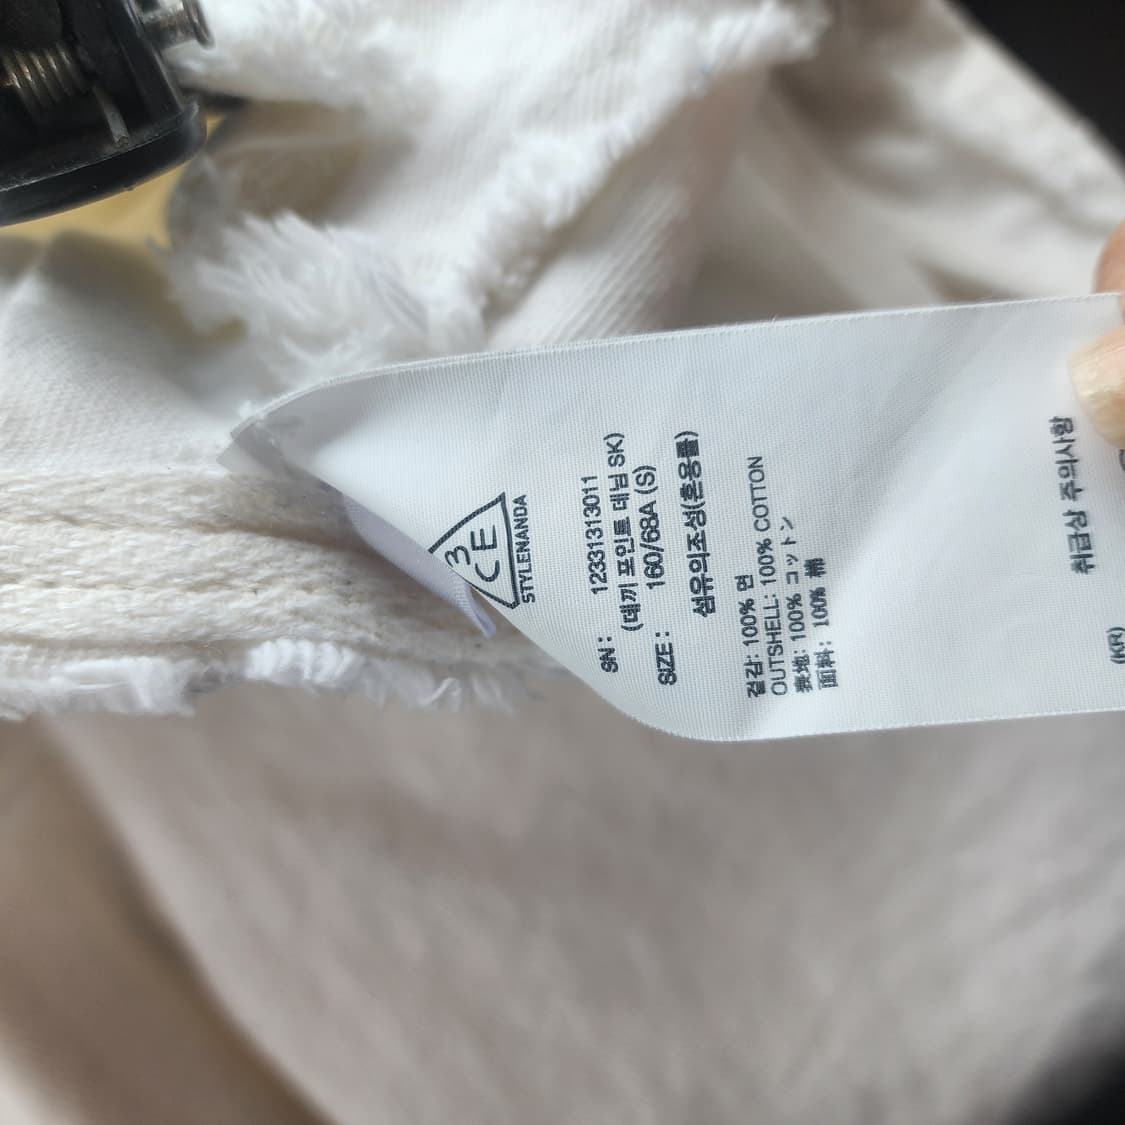 3
CE
STYLENANDA
SN : 12331313011
(데끼 포인트 데님 SK)
SIZE : 160/68A (S)
섬유의조성(혼용률)
겉감: 100% 면
OUTSHELL: 100% COTTON
表地: 100% コットン
面料: 100% 棉
취급상 주의사항
(KR)